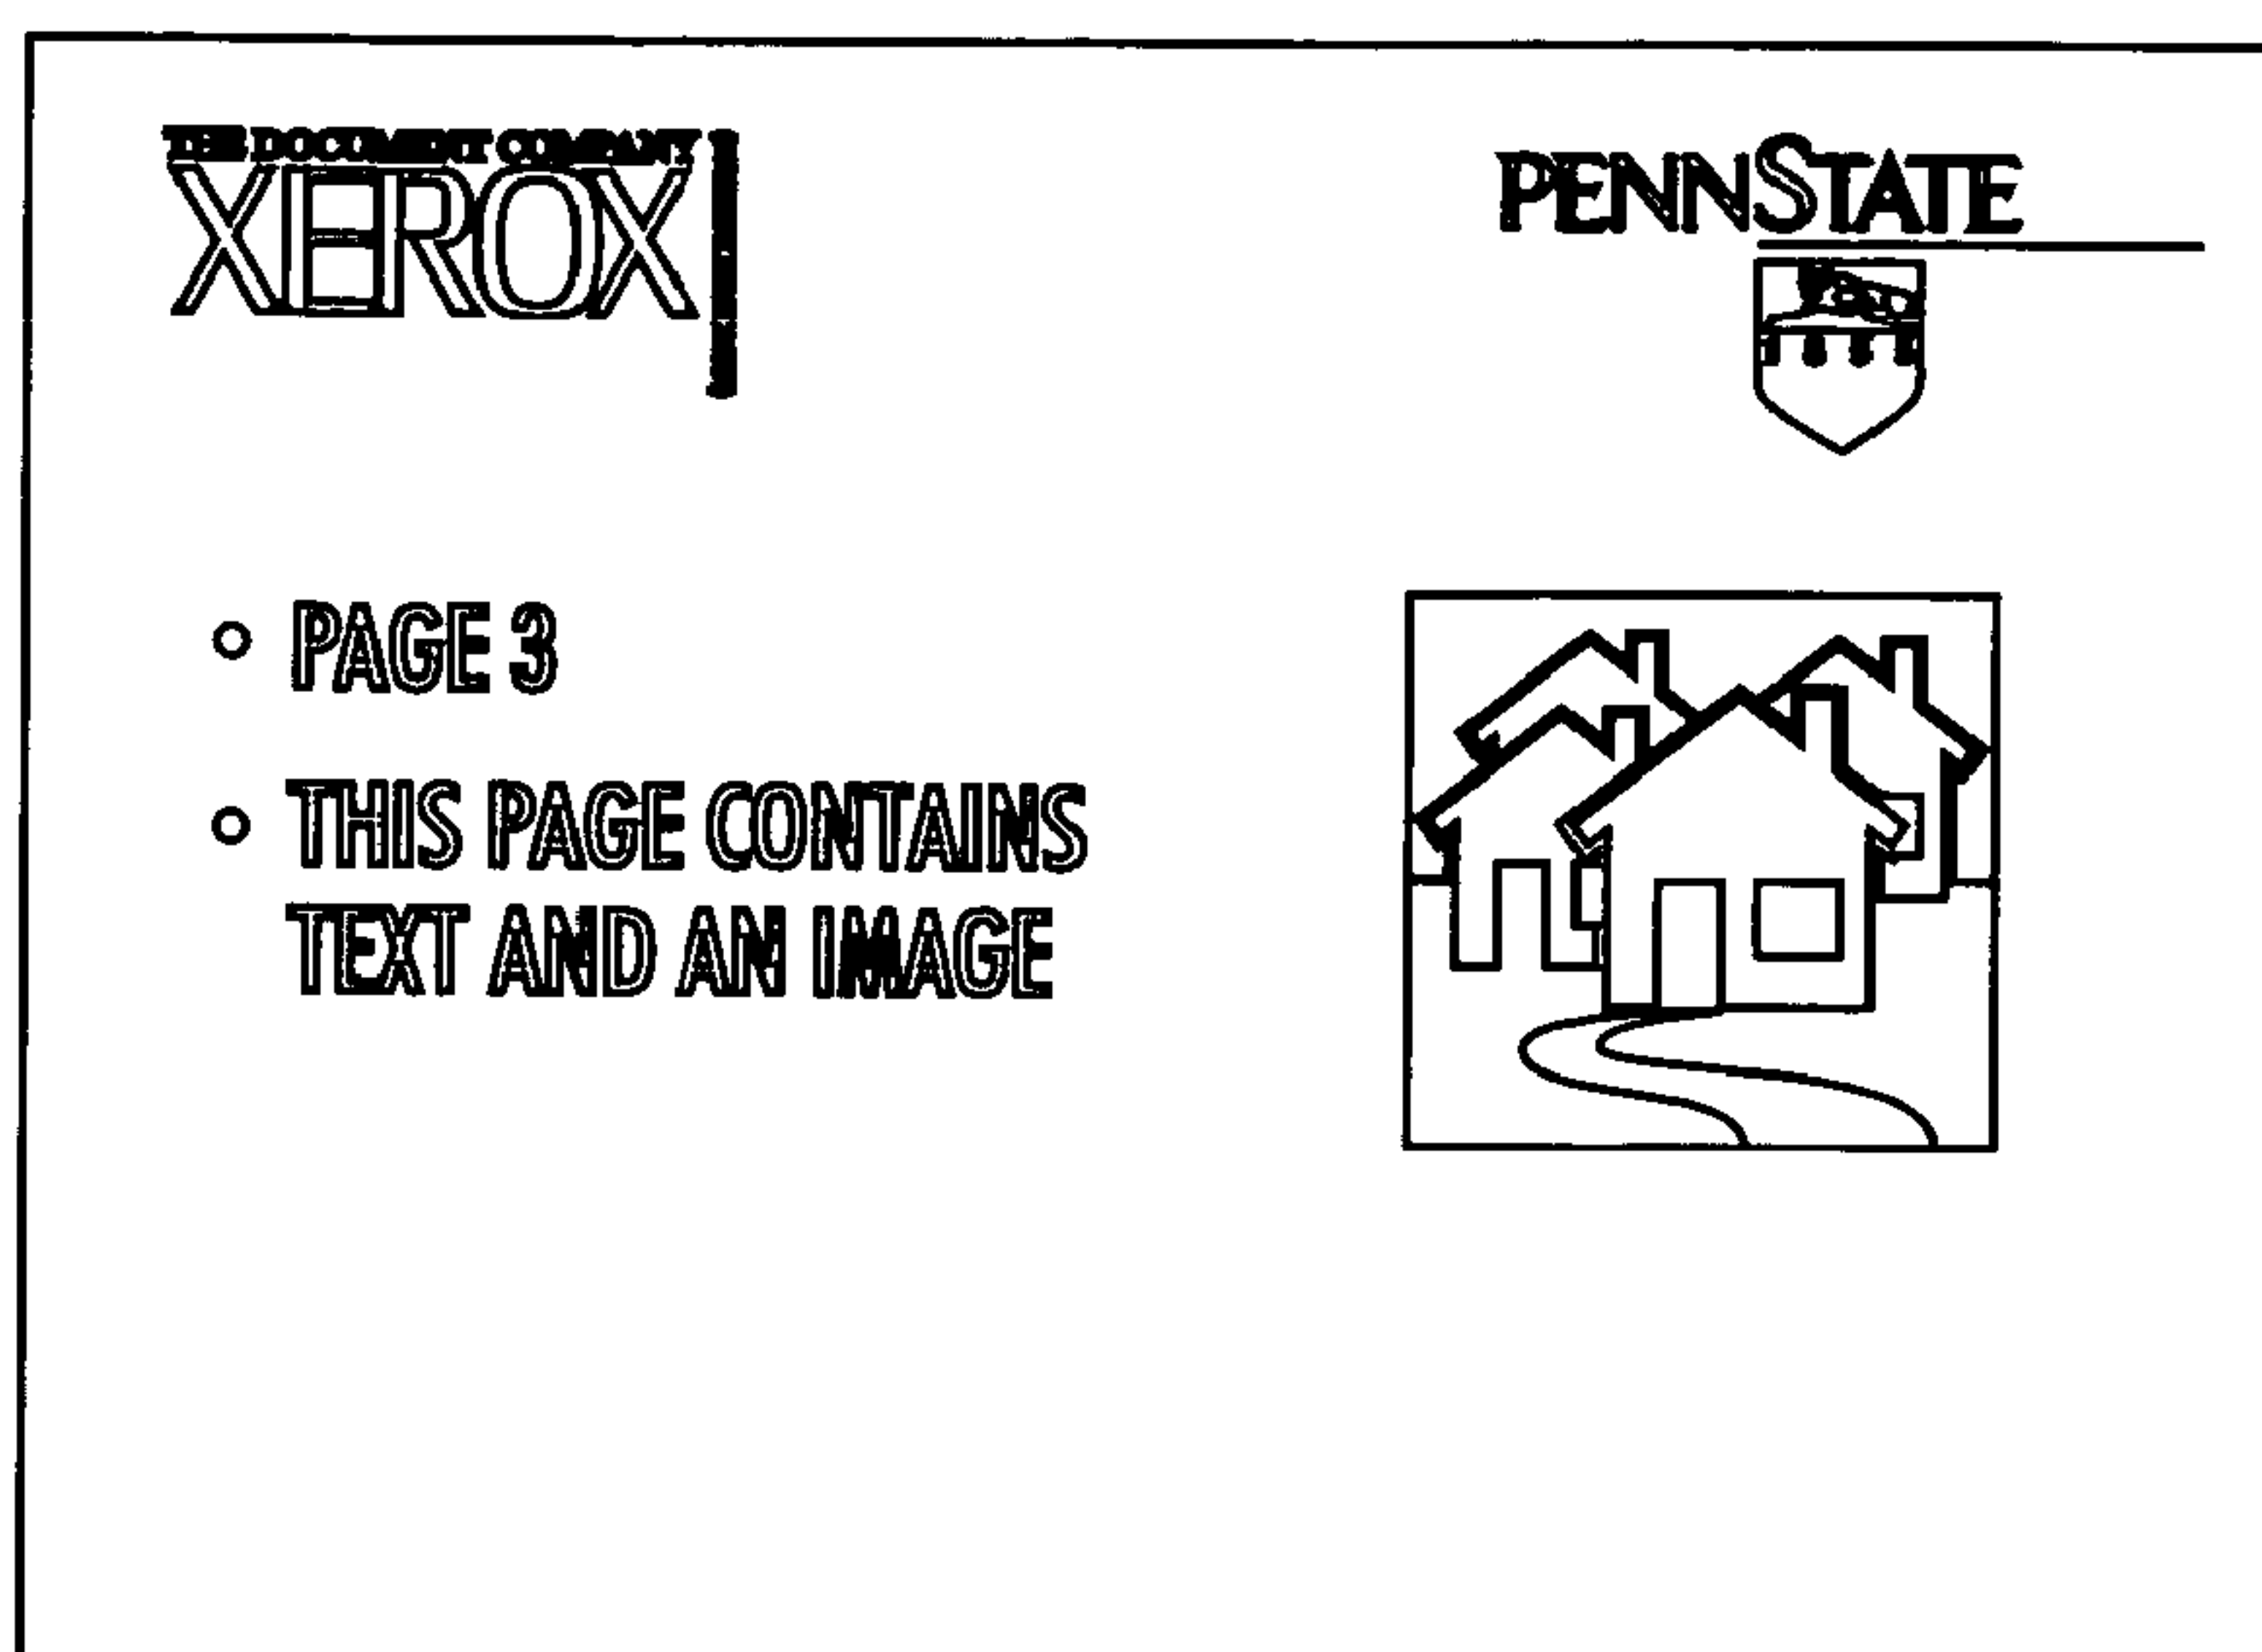 THE DOCUMENT COMPANY
XEROX
PENNSTATE
PAGE 3
THIS PAGE CONTAINS
TEXT AND AN IMAGE